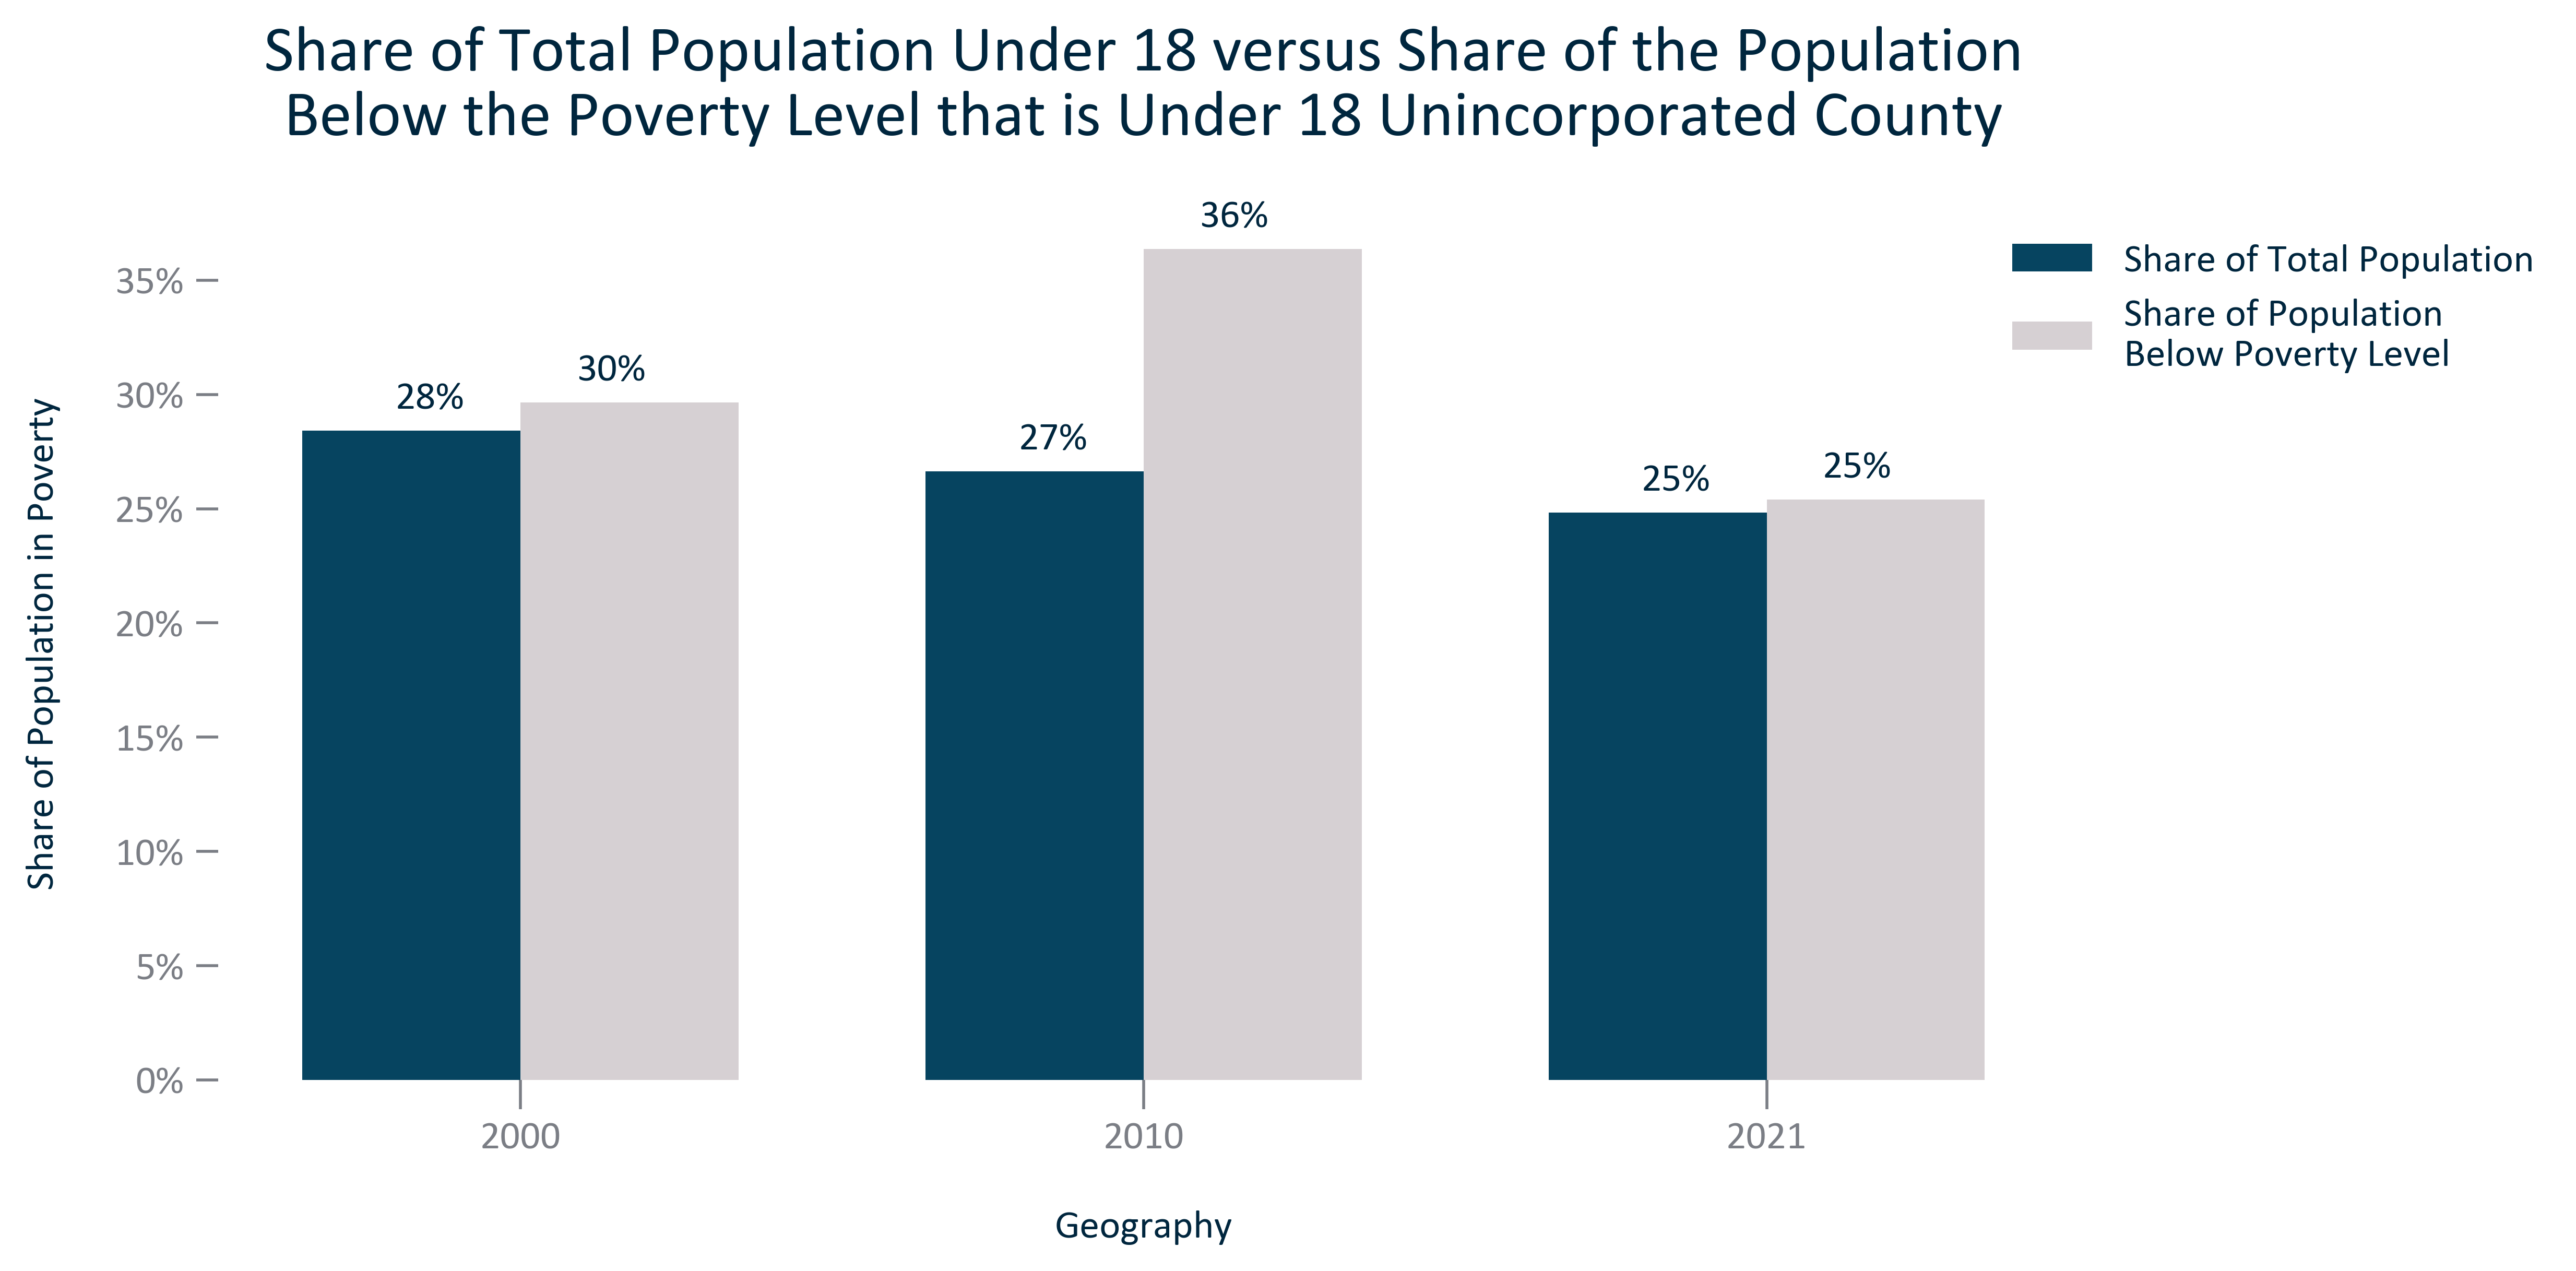 Share of Total Population Under 18 versus Share of the Population
Below the Poverty Level that is Under 18 Unincorporated County
36%
35%
Share of Total Population
Share of Population
Below Poverty Level
30%
28%
30%
27%
25%
25%
25%
20%
15%
10%
5%
0%
Share of Population in Poverty
2000
2010
2021
Geography